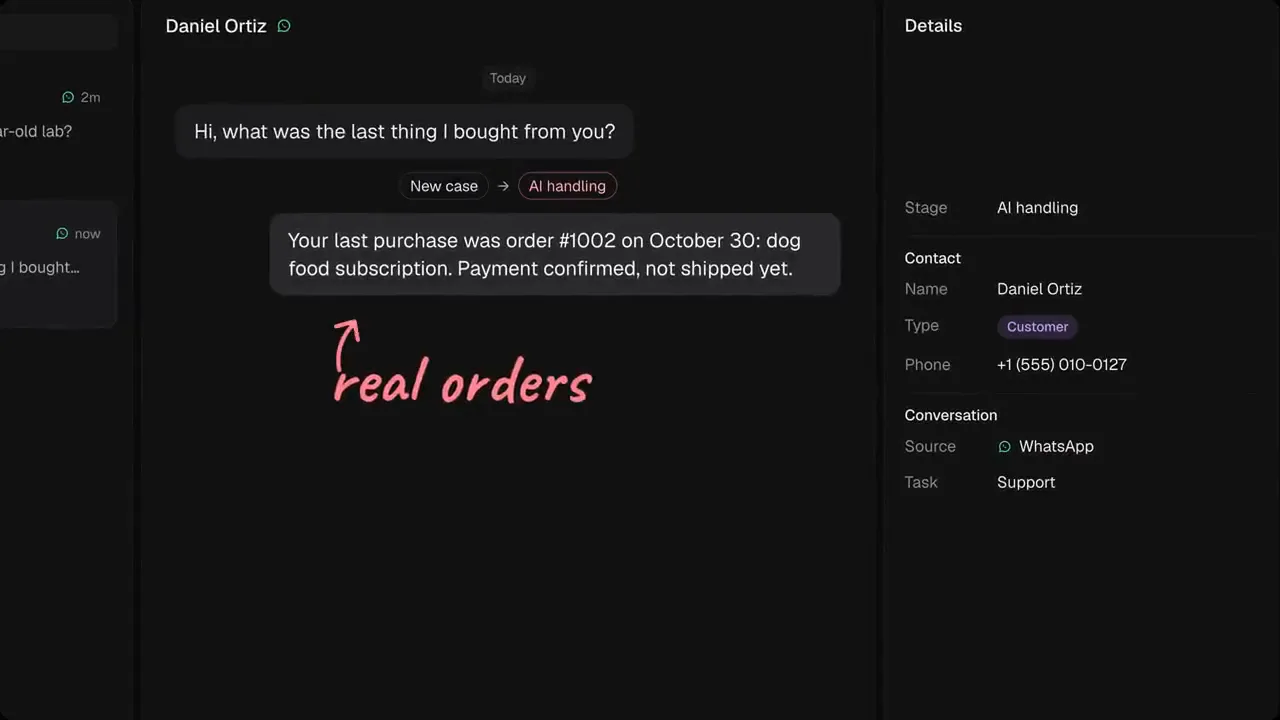 Daniel Ortiz
Details
Today
2m
ar-old lab?
Hi, what was the last thing I bought from you?
New case → AI handling
now
g I bought...
Your last purchase was order #1002 on October 30: dog
food subscription. Payment confirmed, not shipped yet.
real orders
Stage AI handling
Contact
Name Daniel Ortiz
Type Customer
Phone +1 (555) 010-0127
Conversation
Source WhatsApp
Task Support